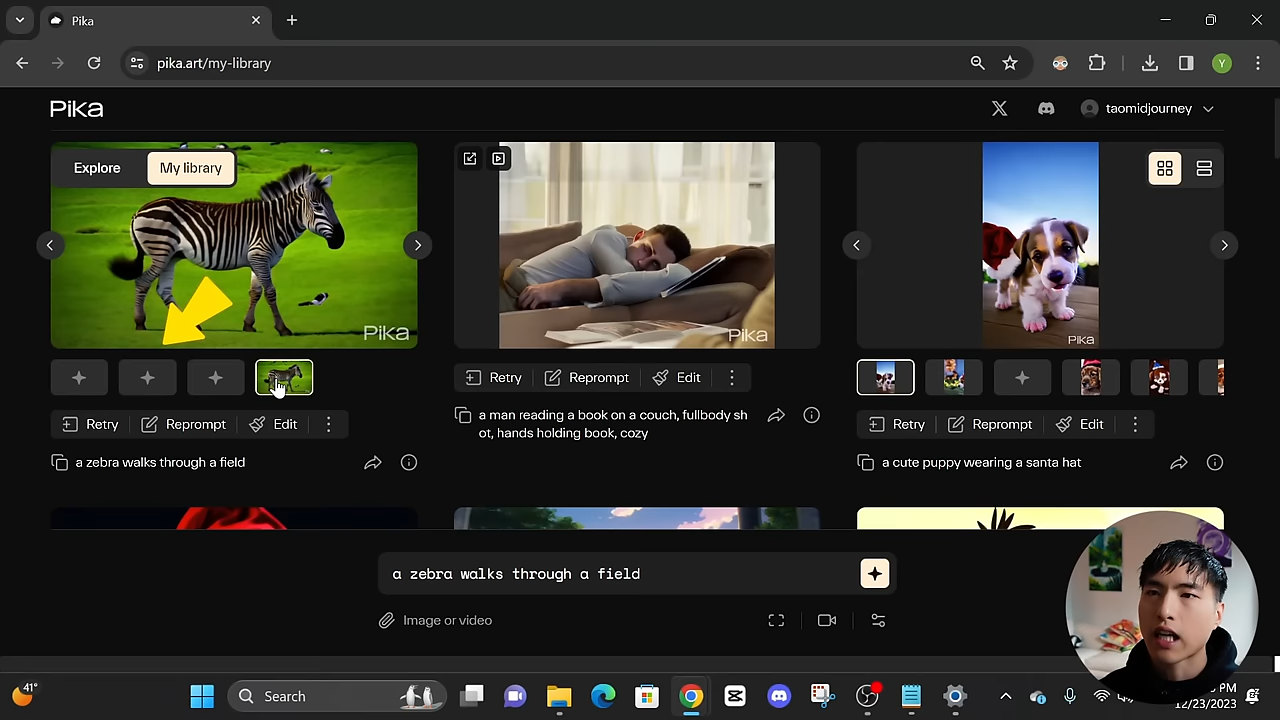 Pika
pika.art/my-library
Y
Pika
taomidjourney
Explore
My library
Pika
Pika
Pika
Retry
Reprompt
Edit
a man reading a book on a couch, fullbody sh
ot, hands holding book, cozy
Retry
Reprompt
Edit
a zebra walks through a field
Retry
Reprompt
Edit
a cute puppy wearing a santa hat
a zebra walks through a field
Image or video
41°
Search
PM
12/23/2023